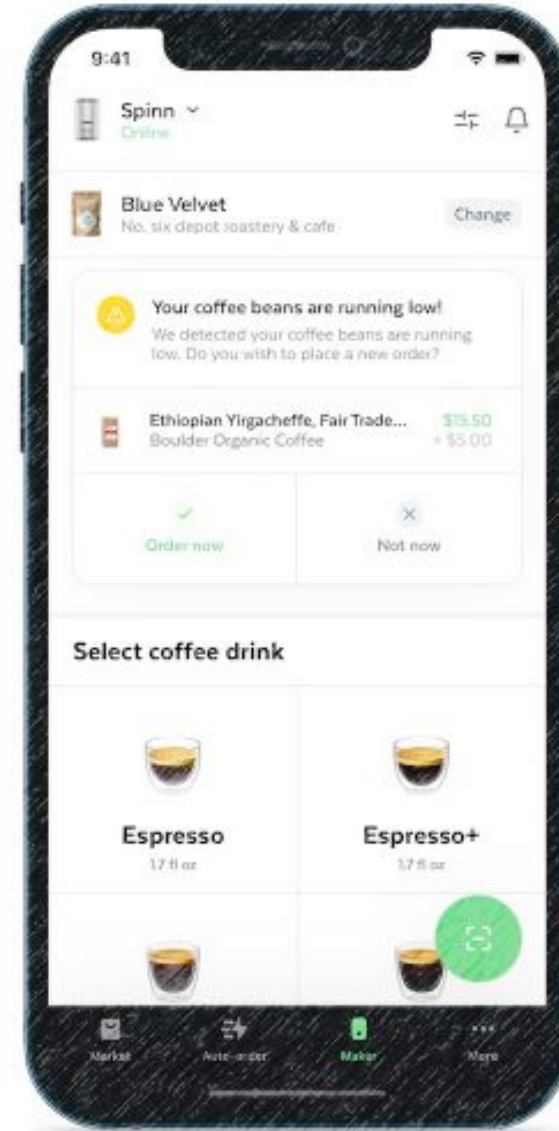 9:41
Spinn
Online
Blue Velvet
No. six depot roastery & cafe
Change
Your coffee beans are running low!
We detected your coffee beans are running
low. Do you wish to place a new order?
Ethiopian Yirgacheffe, Fair Trade... $15.50
Boulder Organic Coffee + $5.00
Order now
Not now
Select coffee drink
Espresso
1.7 fl oz
Espresso+
1.7 fl oz
Market
Auto-order
Maker
More